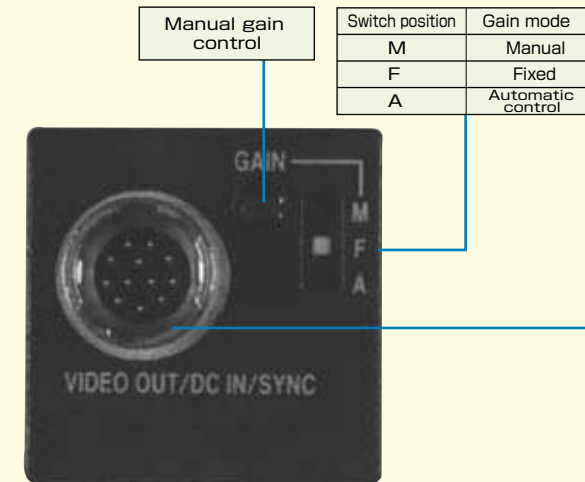 Manual gain
control
Switch position Gain mode
M Manual
F Fixed
A Automatic
control
GAIN
M
F
A
VIDEO OUT/DC IN/SYNC